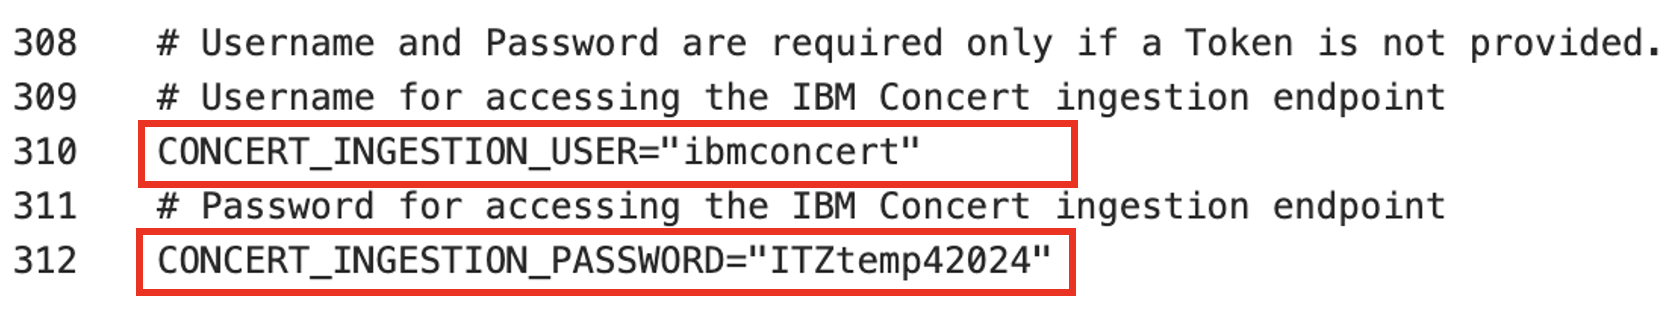 308 # Username and Password are required only if a Token is not provided.
309 # Username for accessing the IBM Concert ingestion endpoint
310 CONCERT_INGESTION_USER="ibmconcert"
311 # Password for accessing the IBM Concert ingestion endpoint
312 CONCERT_INGESTION_PASSWORD="ITZtemp42024"